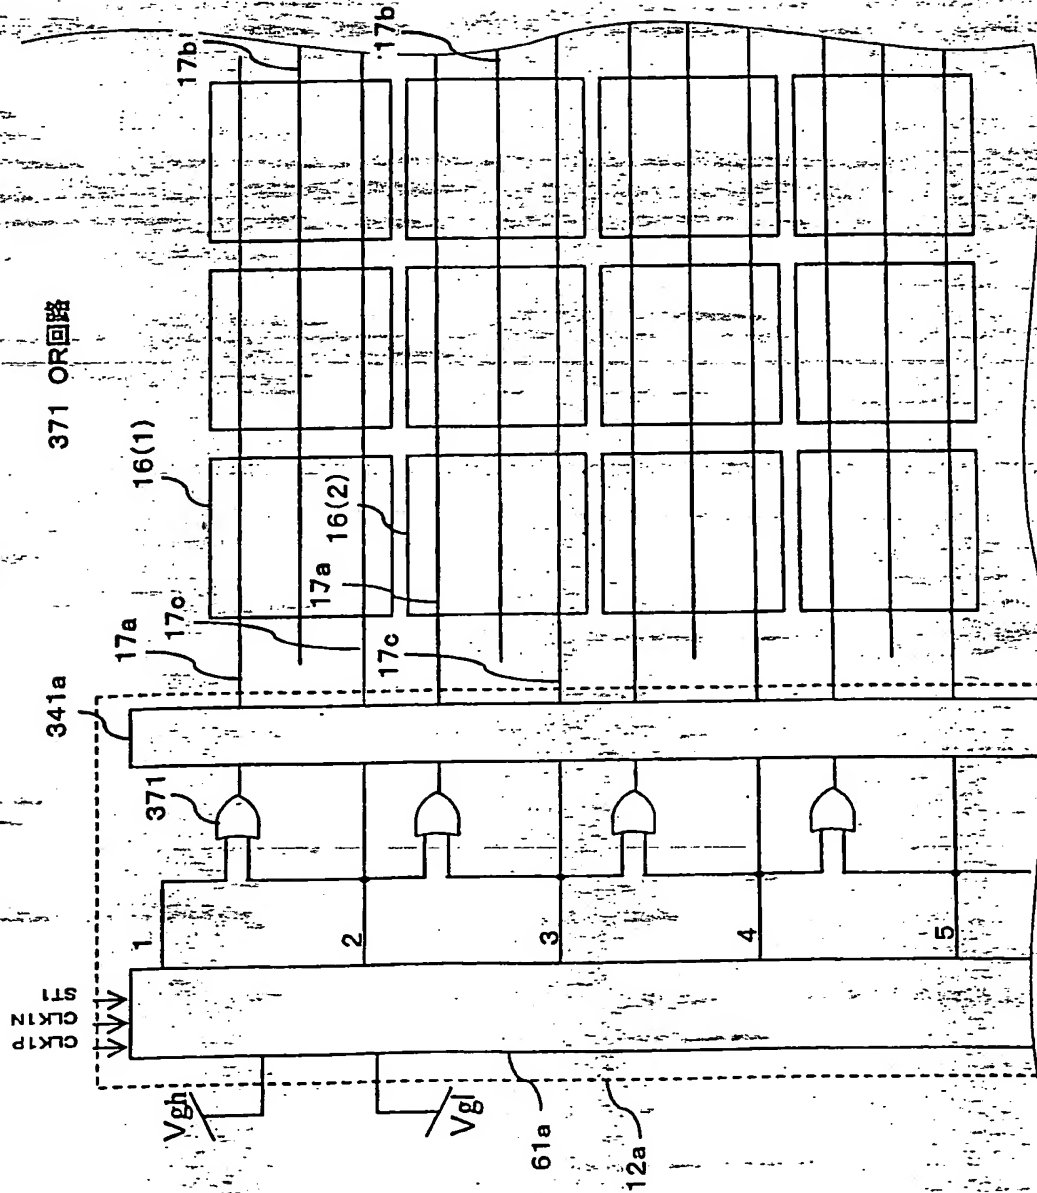 17b
17b
371 OR回路
16(1)
16(2)
17a
17a
17c
17c
341a
371
1
2
3
4
5
ST1
CLK1N
CLK1P
Vgh
Vgl
61a
12a